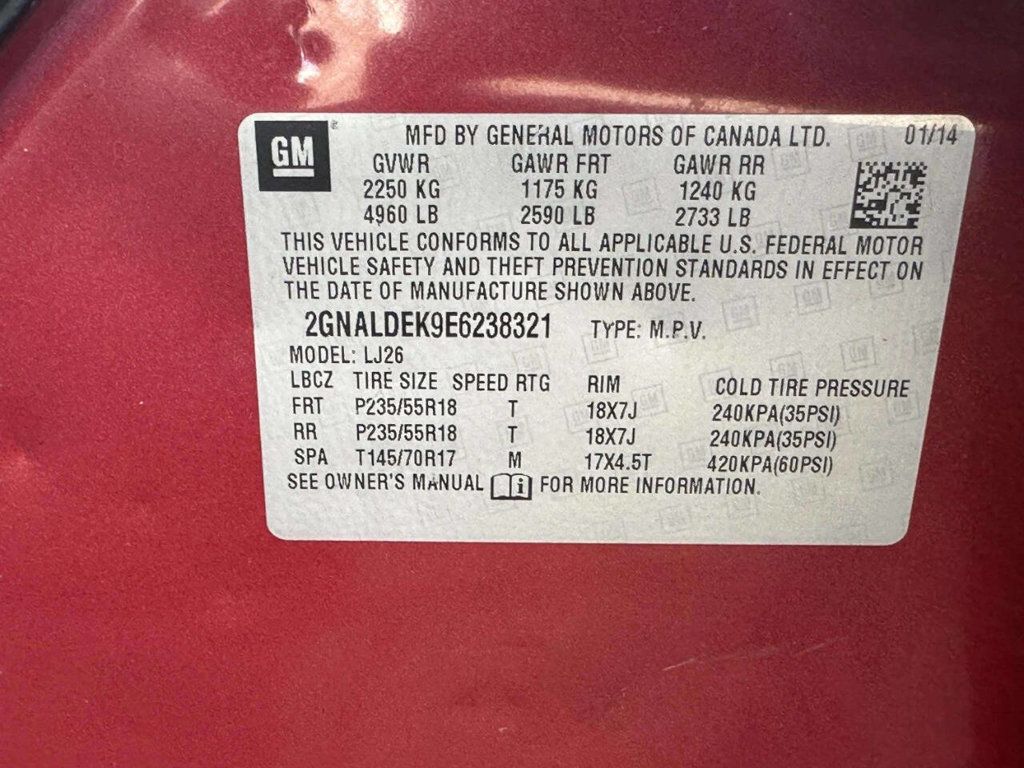 GM MFD BY GENERAL MOTORS OF CANADA LTD. 01/14
GVWR GAWR FRT GAWR RR
2250 KG 1175 KG 1240 KG
4960 LB 2590 LB 2733 LB
THIS VEHICLE CONFORMS TO ALL APPLICABLE U.S. FEDERAL MOTOR
VEHICLE SAFETY AND THEFT PREVENTION STANDARDS IN EFFECT ON
THE DATE OF MANUFACTURE SHOWN ABOVE.
2GNALDEK9E6238321 TYPE: M.P.V.
MODEL: LJ26
LBCZ TIRE SIZE SPEED RTG RIM COLD TIRE PRESSURE
FRT P235/55R18 T 18X7J 240KPA(35PSI)
RR P235/55R18 T 18X7J 240KPA(35PSI)
SPA T145/70R17 M 17X4.5T 420KPA(60PSI)
SEE OWNER'S MANUAL i FOR MORE INFORMATION.